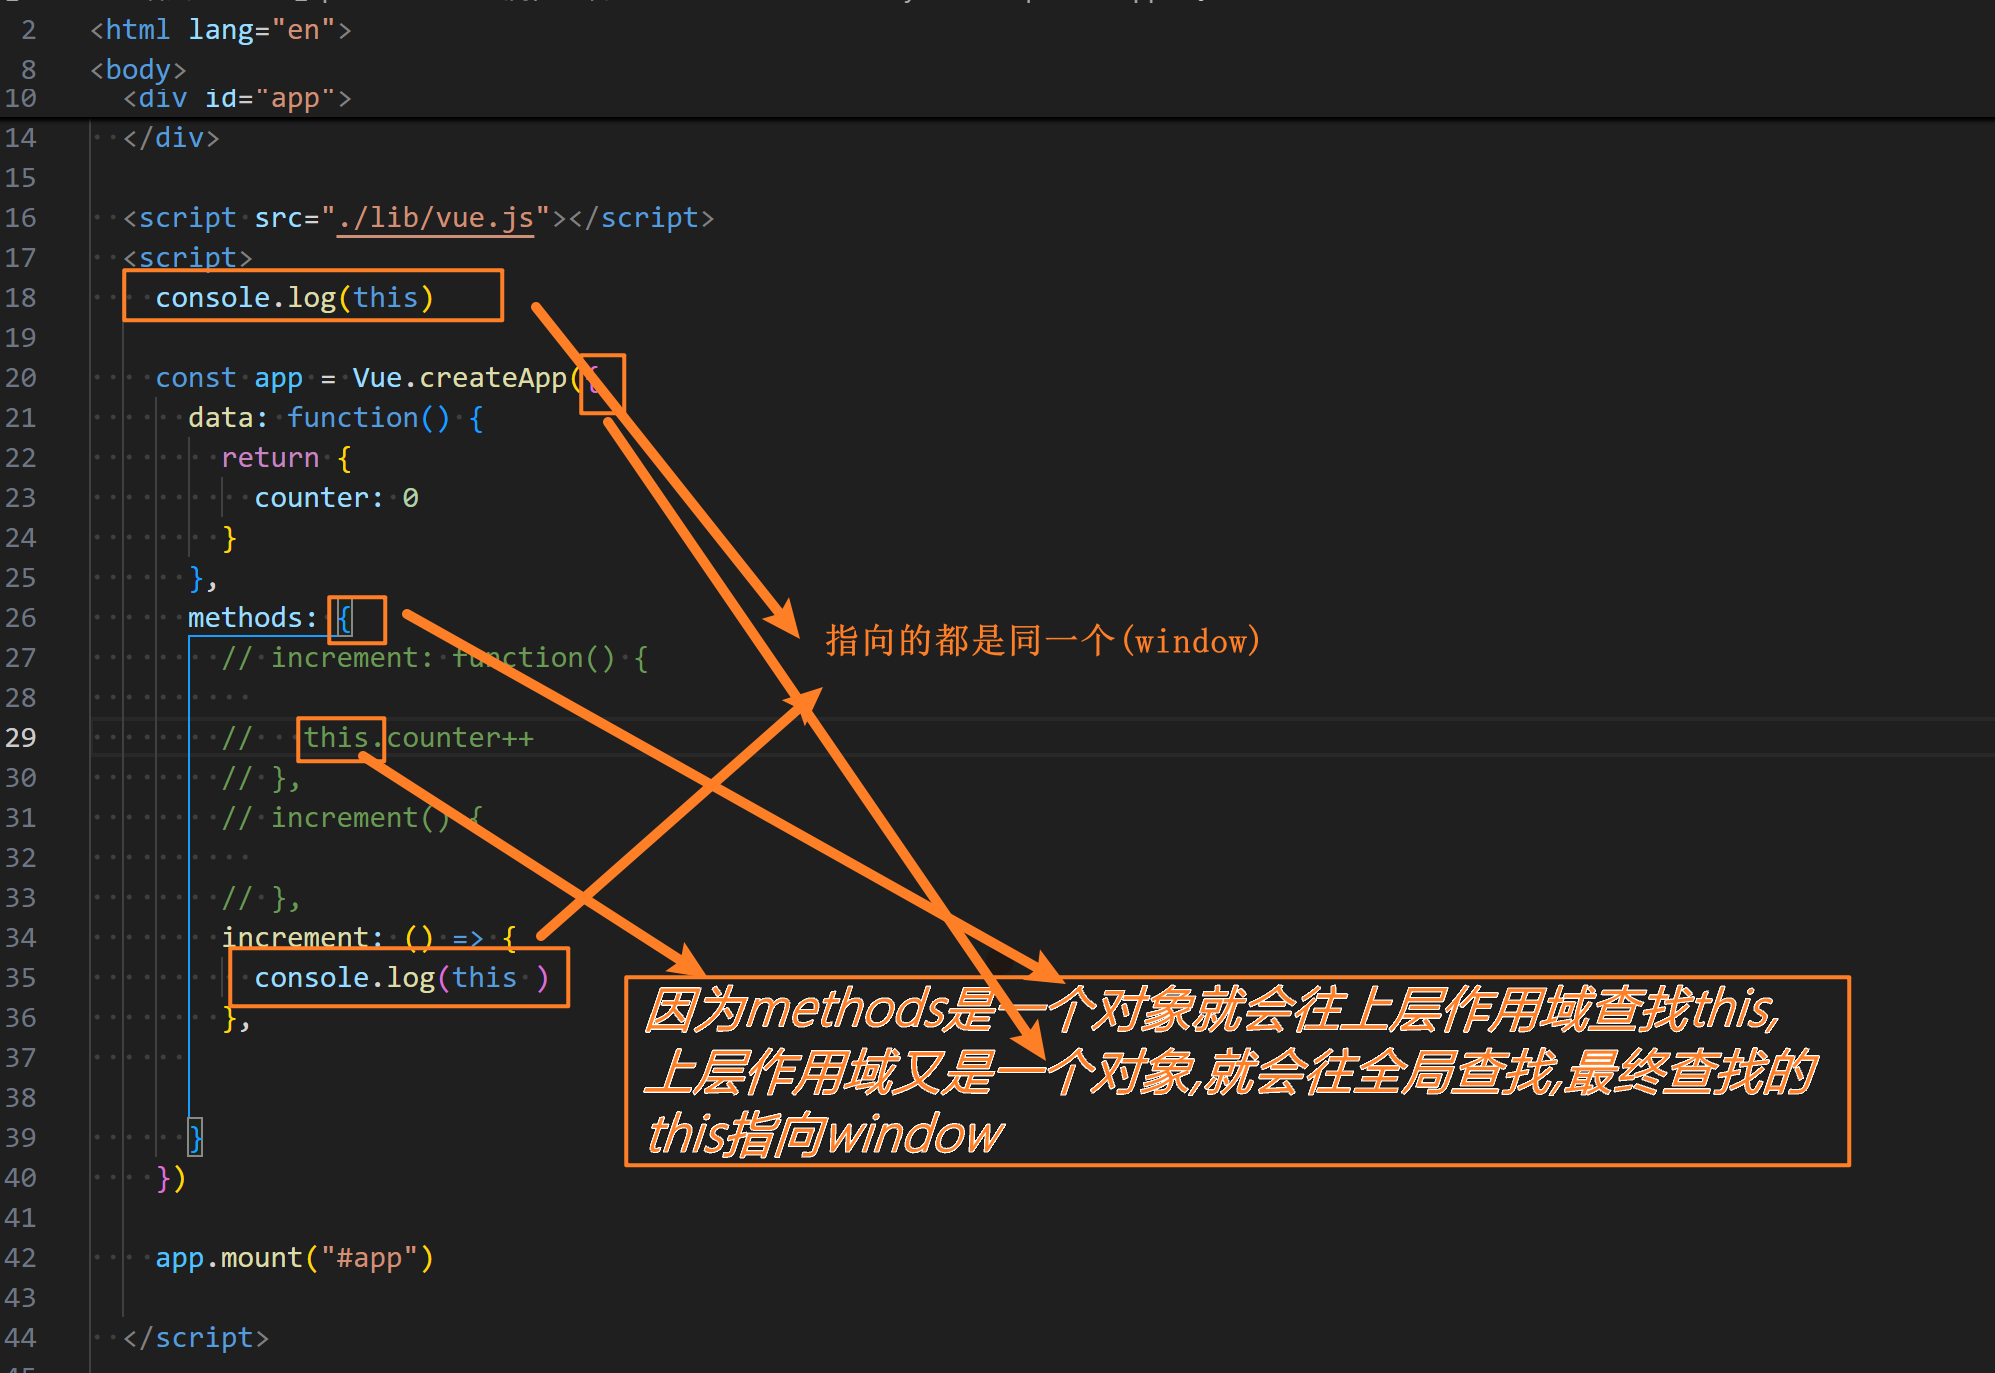 2 <html lang="en">
8 <body>
10 <div id="app">
14 </div>
15
16 <script src="./lib/vue.js"></script>
17 <script>
18 console.log(this)
19
20 const app = Vue.createApp({
21 data: function() {
22 return {
23 counter: 0
24 }
25 },
26 methods: {
指向的都是同一个(window)
27 // increment: function() {
28
29 // this.counter++
30 // },
31 // increment() {
32
33 // },
34 increment: () => {
35 console.log(this )
36 },
因为methods是一个对象就会往上层作用域查找this,
上层作用域又是一个对象,就会往全局查找,最终查找的
this指向window
37
38
39 }
40 })
41
42 app.mount("#app")
43
44 </script>